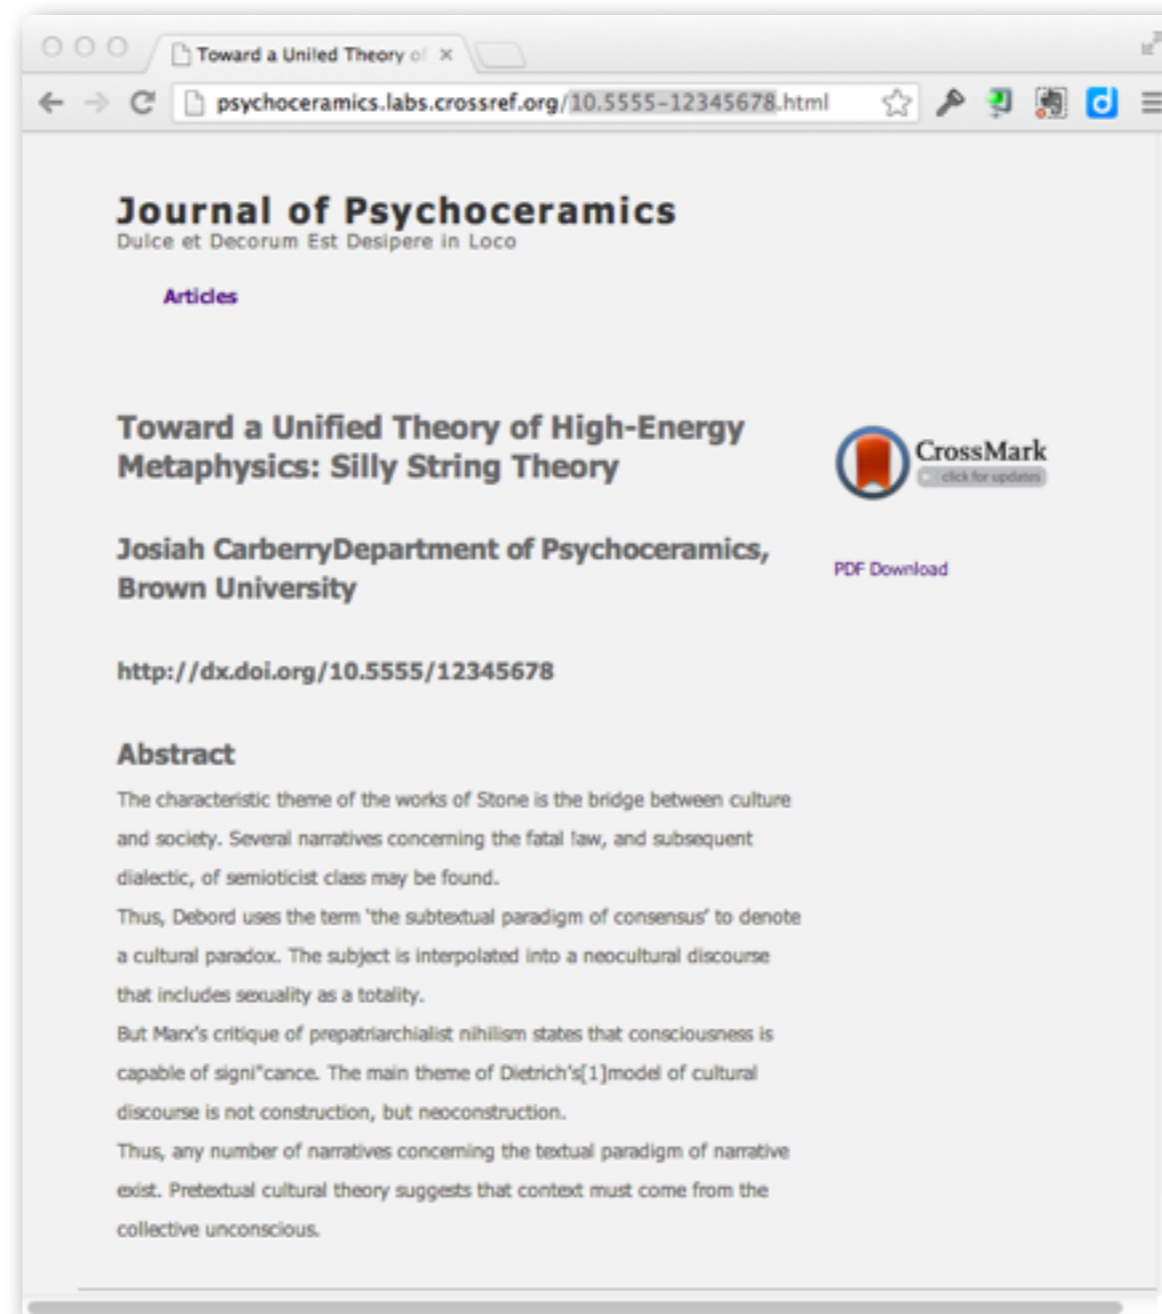 Toward a Uni!ed Theory of
psychoceramics.labs.crossref.org/10.5555-12345678.html
Journal of Psychoceramics
Dulce et Decorum Est Desipere in Loco
Articles
Toward a Unified Theory of High-Energy
Metaphysics: Silly String Theory
CrossMark
click for updates
Josiah CarberryDepartment of Psychoceramics,
Brown University
PDF Download
http://dx.doi.org/10.5555/12345678
Abstract
The characteristic theme of the works of Stone is the bridge between culture
and society. Several narratives concerning the fatal !aw, and subsequent
dialectic, of semioticist class may be found.
Thus, Debord uses the term ‘the subtextual paradigm of consensus’ to denote
a cultural paradox. The subject is interpolated into a neocultural discourse
that includes sexuality as a totality.
But Marx’s critique of prepatriarchialist nihilism states that consciousness is
capable of signi"cance. The main theme of Dietrich’s[1]model of cultural
discourse is not construction, but neoconstruction.
Thus, any number of narratives concerning the textual paradigm of narrative
exist. Pretextual cultural theory suggests that context must come from the
collective unconscious.